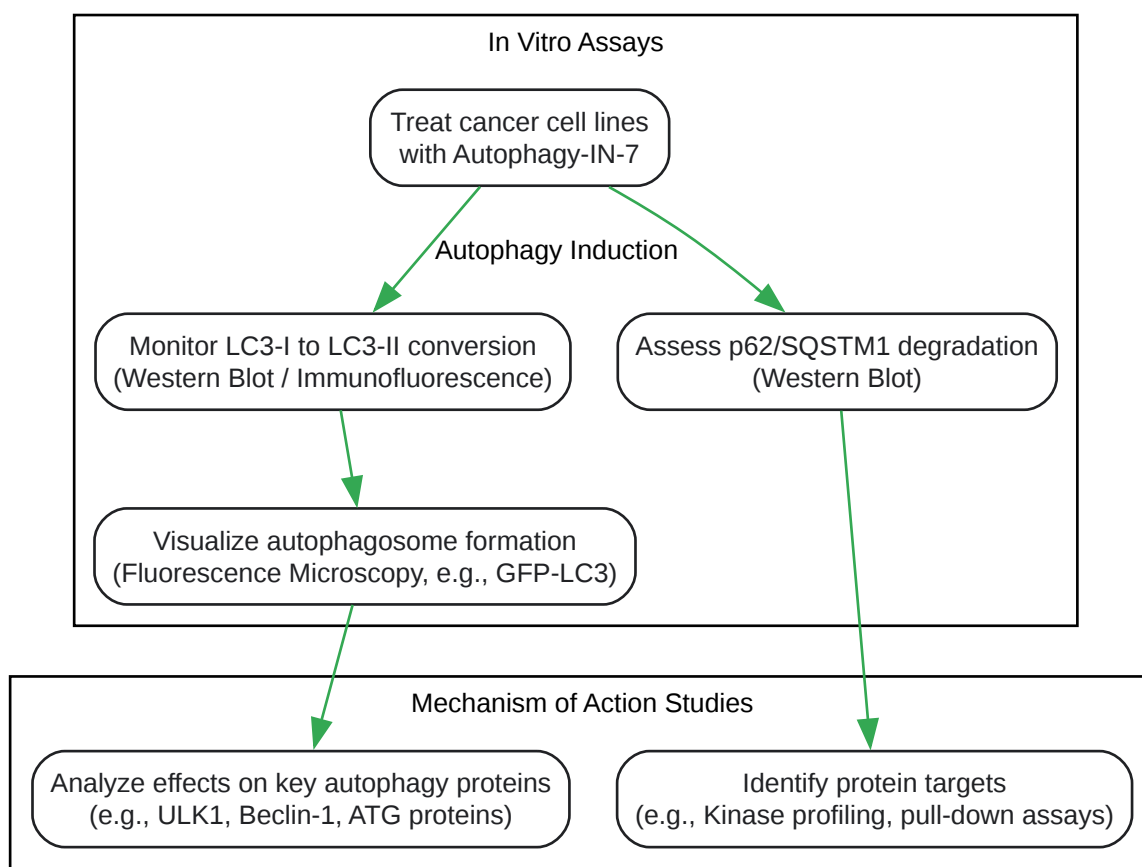 In Vitro Assays
Treat cancer cell lines
with Autophagy-IN-7
Autophagy Induction
Monitor LC3-I to LC3-II conversion
(Western Blot / Immunofluorescence)
Assess p62/SQSTM1 degradation
(Western Blot)
Visualize autophagosome formation
(Fluorescence Microscopy, e.g., GFP-LC3)
Mechanism of Action Studies
Analyze effects on key autophagy proteins
(e.g., ULK1, Beclin-1, ATG proteins)
Identify protein targets
(e.g., Kinase profiling, pull-down assays)